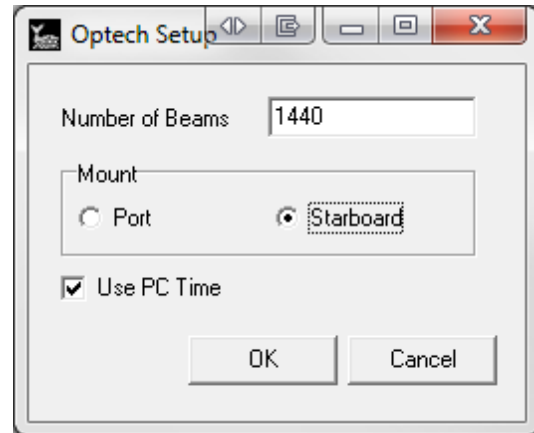 Optech Setup
Number of Beams 1440
Mount
Port Starboard
Use PC Time
OK Cancel